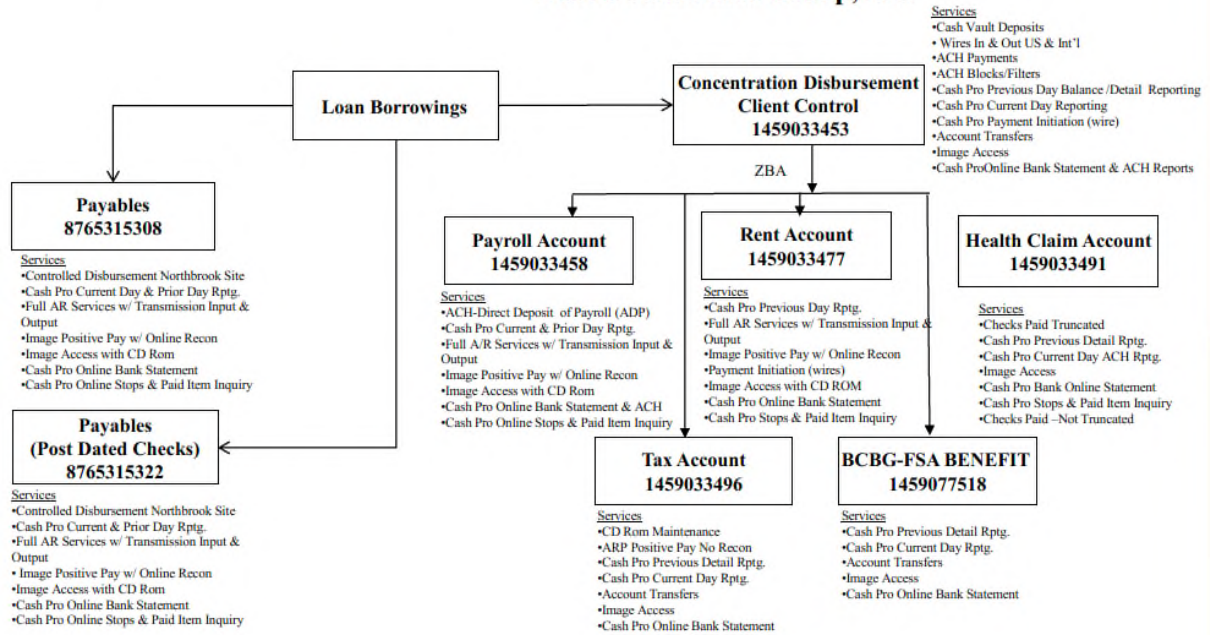 Services
•Cash Vault Deposits
• Wires In & Out US & Int'l
•ACH Payments
•ACH Blocks/Filters
•Cash Pro Previous Day Balance /Detail Reporting
•Cash Pro Current Day Reporting
•Cash Pro Payment Initiation (wire)
•Account Transfers
•Image Access
•Cash ProOnline Bank Statement & ACH Reports
Loan Borrowings
Concentration Disbursement
Client Control
1459033453
ZBA
Payables
8765315308
Services
•Controlled Disbursement Northbrook Site
•Cash Pro Current Day & Prior Day Rptg.
•Full AR Services w/ Transmission Input &
Output
•Image Positive Pay w/ Online Recon
•Image Access with CD Rom
•Cash Pro Online Bank Statement
•Cash Pro Online Stops & Paid Item Inquiry
Payroll Account
1459033458
Services
•ACH-Direct Deposit of Payroll (ADP)
•Cash Pro Current & Prior Day Rptg.
•Full A/R Services w/ Transmission Input &
Output
•Image Positive Pay w/ Online Recon
•Image Access with CD Rom
•Cash Pro Online Bank Statement & ACH
•Cash Pro Online Stops & Paid Item Inquiry
Rent Account
1459033477
Services
•Cash Pro Previous Day Rptg.
•Full AR Services w/ Transmission Input &
Output
•Image Positive Pay w/ Online Recon
•Payment Initiation (wires)
•Image Access with CD ROM
•Cash Pro Online Bank Statement
•Cash Pro Stops & Paid Item Inquiry
Health Claim Account
1459033491
Services
•Checks Paid Truncated
•Cash Pro Previous Detail Rptg.
•Cash Pro Current Day ACH Rptg.
•Image Access
•Cash Pro Bank Online Statement
•Cash Pro Stops & Paid Item Inquiry
•Checks Paid –Not Truncated
Payables
(Post Dated Checks)
8765315322
Services
•Controlled Disbursement Northbrook Site
•Cash Pro Current & Prior Day Rptg.
•Full AR Services w/ Transmission Input &
Output
• Image Positive Pay w/ Online Recon
•Image Access with CD Rom
•Cash Pro Online Bank Statement
•Cash Pro Online Stops & Paid Item Inquiry
Tax Account
1459033496
Services
•CD Rom Maintenance
•ARP Positive Pay No Recon
•Cash Pro Previous Detail Rptg.
•Cash Pro Current Day Rptg.
•Account Transfers
•Image Access
•Cash Pro Online Bank Statement
BCBG-FSA BENEFIT
1459077518
Services
•Cash Pro Previous Detail Rptg.
•Cash Pro Current Day Rptg.
•Account Transfers
•Image Access
•Cash Pro Online Bank Statement